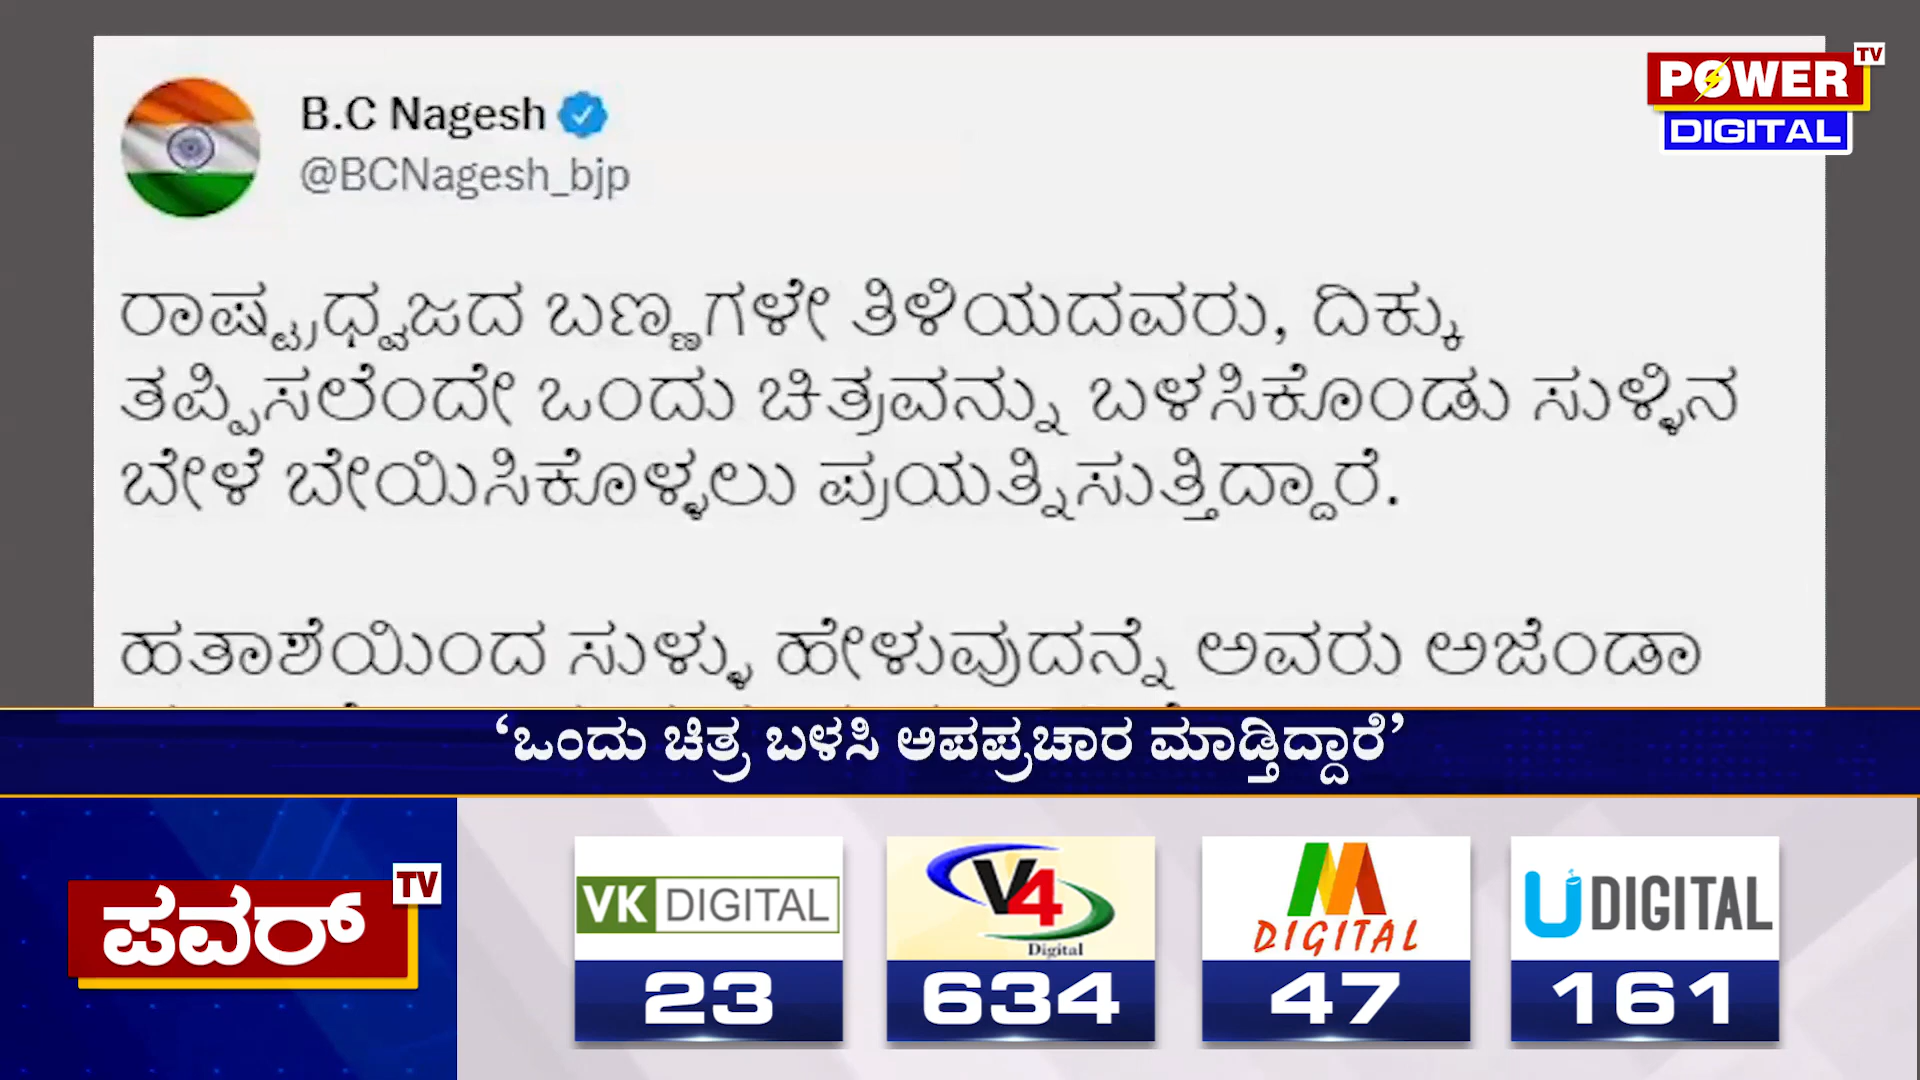 B.C Nagesh
@BCNagesh_bjp
POWER TV
DIGITAL
ರಾಷ್ಟ್ರಧ್ವಜದ ಬಣ್ಣಗಳೇ ತಿಳಿಯದವರು, ದಿಕ್ಕು
ತಪ್ಪಿಸಲೆಂದೇ ಒಂದು ಚಿತ್ರವನ್ನು ಬಳಸಿಕೊಂಡು ಸುಳ್ಳಿನ
ಬೇಳೆ ಬೇಯಿಸಿಕೊಳ್ಳಲು ಪ್ರಯತ್ನಿಸುತ್ತಿದ್ದಾರೆ.
ಹತಾಶೆಯಿಂದ ಸುಳ್ಳು ಹೇಳುವುದನ್ನೆ ಅವರು ಅಜೆಂಡಾ
‘ಒಂದು ಚಿತ್ರ ಬಳಸಿ ಅಪಪ್ರಚಾರ ಮಾಡ್ತಿದ್ದಾರೆ’
ಪವರ್ TV
VK DIGITAL
23
V4
Digital
634
M
DIGITAL
47
U DIGITAL
161